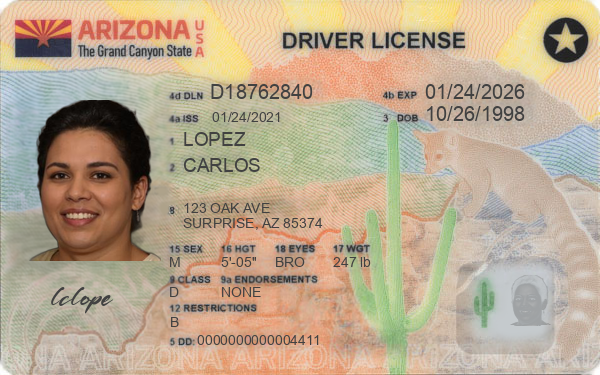 ARIZONA USA
The Grand Canyon State
DRIVER LICENSE
4d DLN D18762840
4b EXP 01/24/2026
4a ISS 01/24/2021
3 DOB 10/26/1998
1 LOPEZ
2 CARLOS
8 123 OAK AVE
SURPRISE, AZ 85374
15 SEX 16 HGT 18 EYES 17 WGT
M 5'-05" BRO 247 lb
9 CLASS 9a ENDORSEMENTS
D NONE
12 RESTRICTIONS
B
lclope
5 DD: 0000000000004411
ONA ARIZONA ARIZONA ARIZONA ARIZONA ARIZON